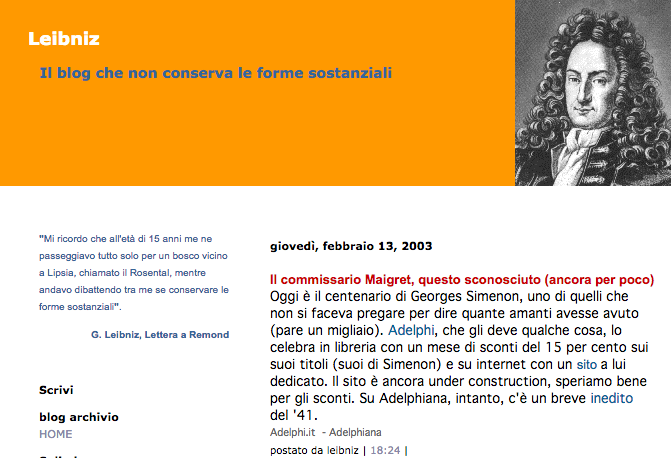 Leibniz
Il blog che non conserva le forme sostanziali
"Mi ricordo che all'età di 15 anni me ne
passeggiavo tutto solo per un bosco vicino
a Lipsia, chiamato il Rosental, mentre
andavo dibattendo tra me se conservare le
forme sostanziali".
G. Leibniz, Lettera a Remond
Scrivi
blog archivio
HOME
giovedì, febbraio 13, 2003
Il commissario Maigret, questo sconosciuto (ancora per poco)
Oggi è il centenario di Georges Simenon, uno di quelli che
non si faceva pregare per dire quante amanti avesse avuto
(pare un migliaio). Adelphi, che gli deve qualche cosa, lo
celebra in libreria con un mese di sconti del 15 per cento sui
suoi titoli (suoi di Simenon) e su internet con un sito a lui
dedicato. Il sito è ancora under construction, speriamo bene
per gli sconti. Su Adelphiana, intanto, c'è un breve inedito
del '41.
Adelphi.it - Adelphiana
postato da leibniz | 18:24 |